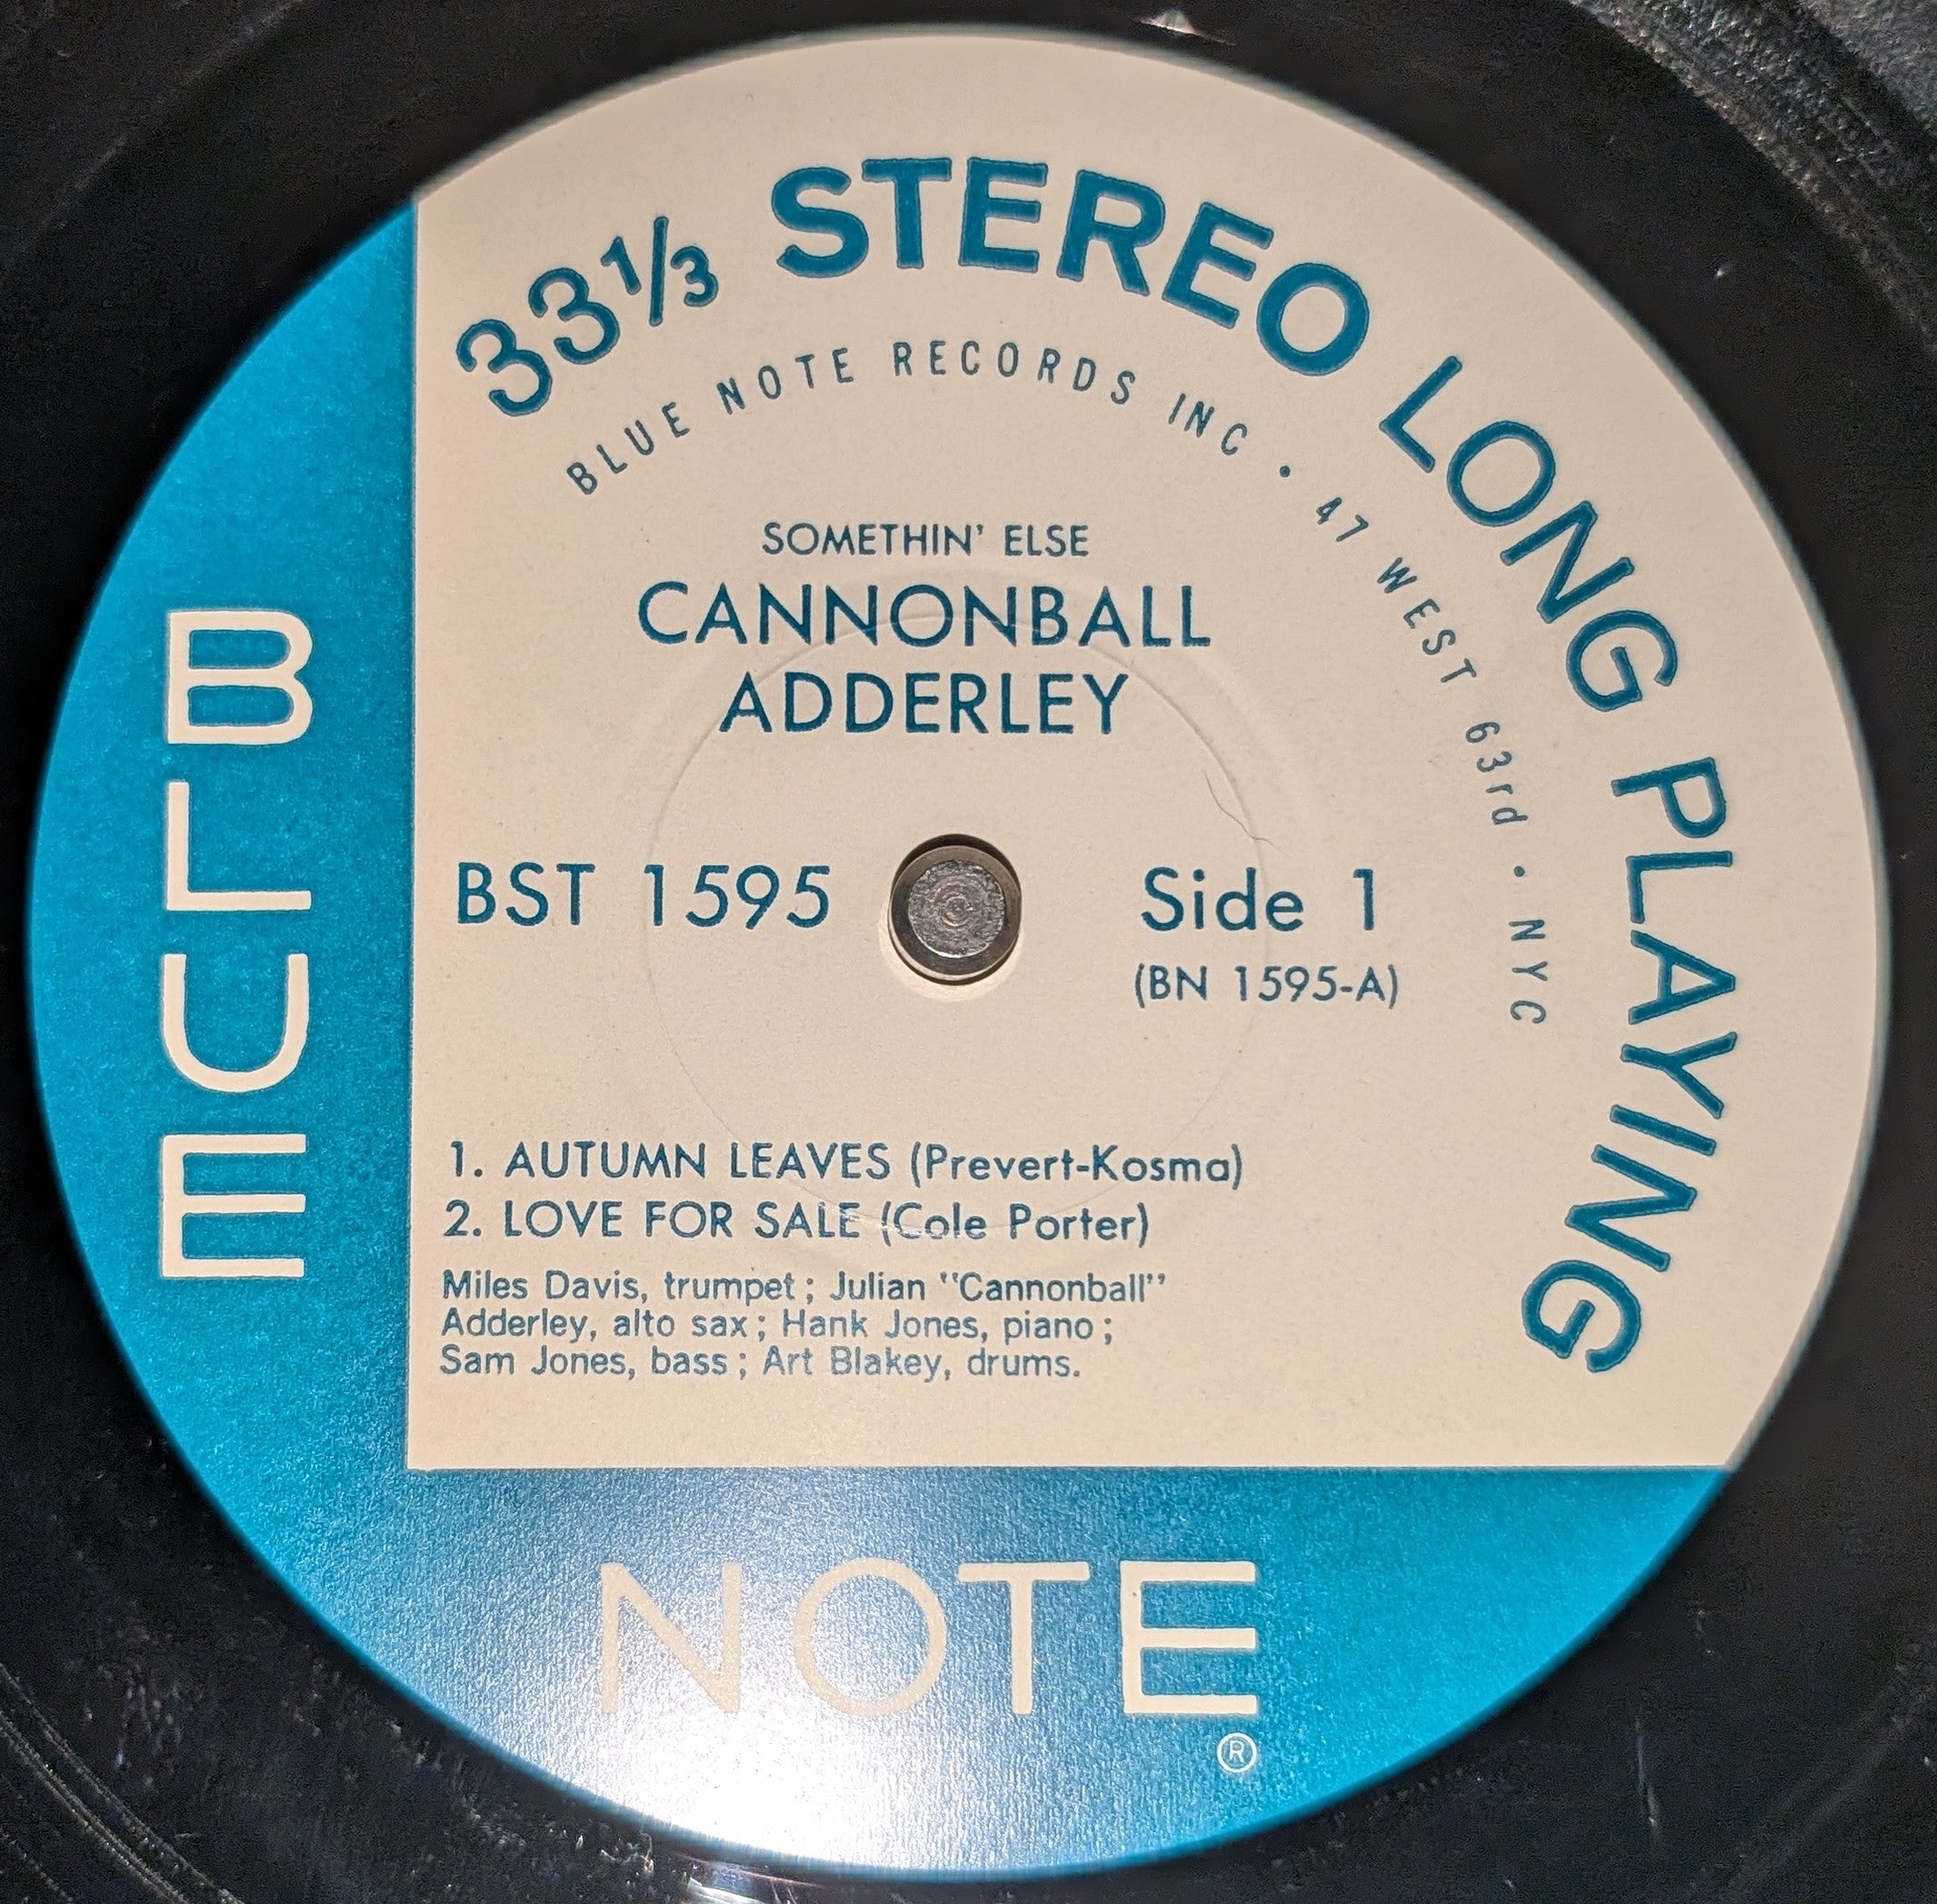 33 1/3 STEREO LONG PLAYING
BLUE NOTE RECORDS INC • 47 WEST 63rd • NYC
SOMETHIN' ELSE
CANNONBALL
ADDERLEY
BST 1595
Side 1
(BN 1595-A)
1. AUTUMN LEAVES (Prevert-Kosma)
2. LOVE FOR SALE (Cole Porter)
Miles Davis, trumpet; Julian "Cannonball"
Adderley, alto sax; Hank Jones, piano;
Sam Jones, bass; Art Blakey, drums.
BLUE
NOTE
®